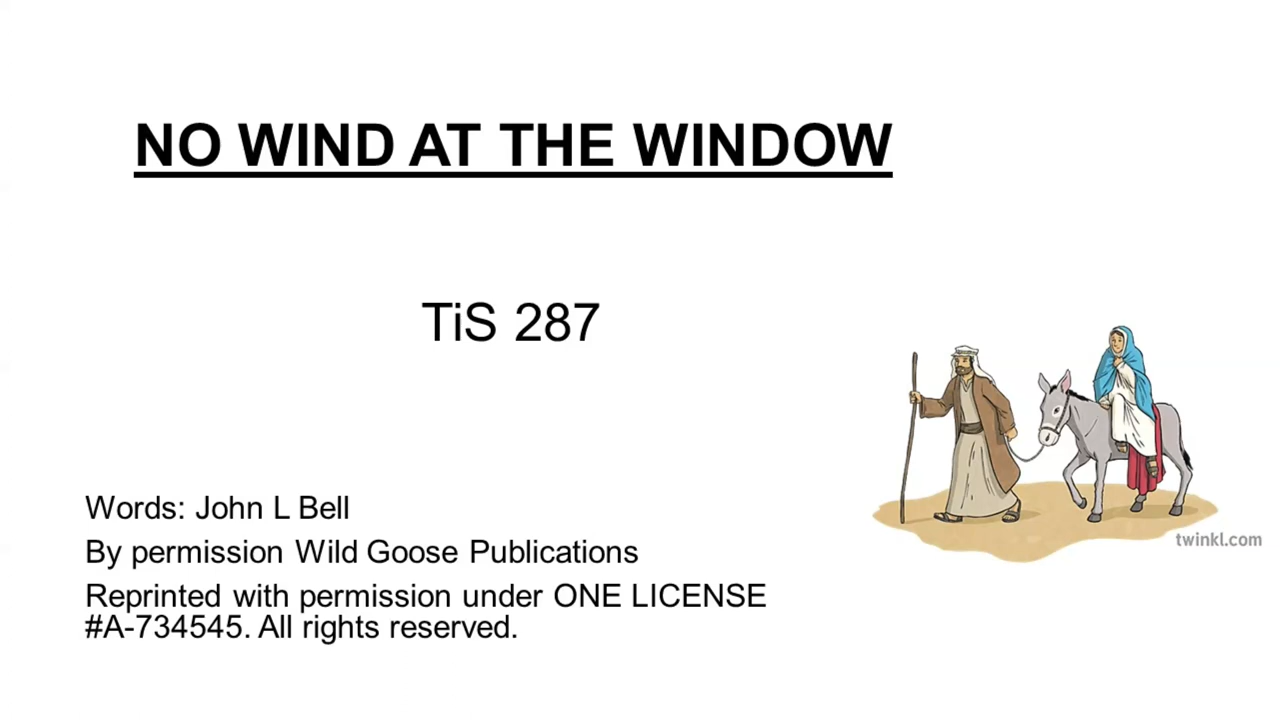 NO WIND AT THE WINDOW
TiS 287
Words: John L Bell
By permission Wild Goose Publications
Reprinted with permission under ONE LICENSE
#A-734545. All rights reserved.
twinkl.com